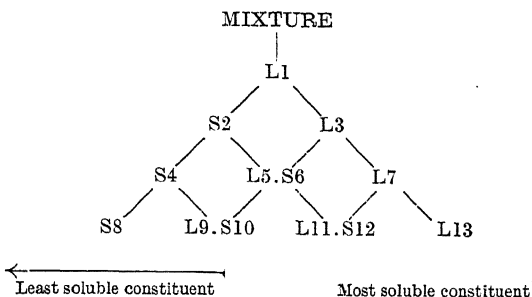 MIXTURE
L1
S2 L3
S4 L5.S6 L7
S8 L9.S10 L11.S12 L13
Least soluble constituent Most soluble constituent